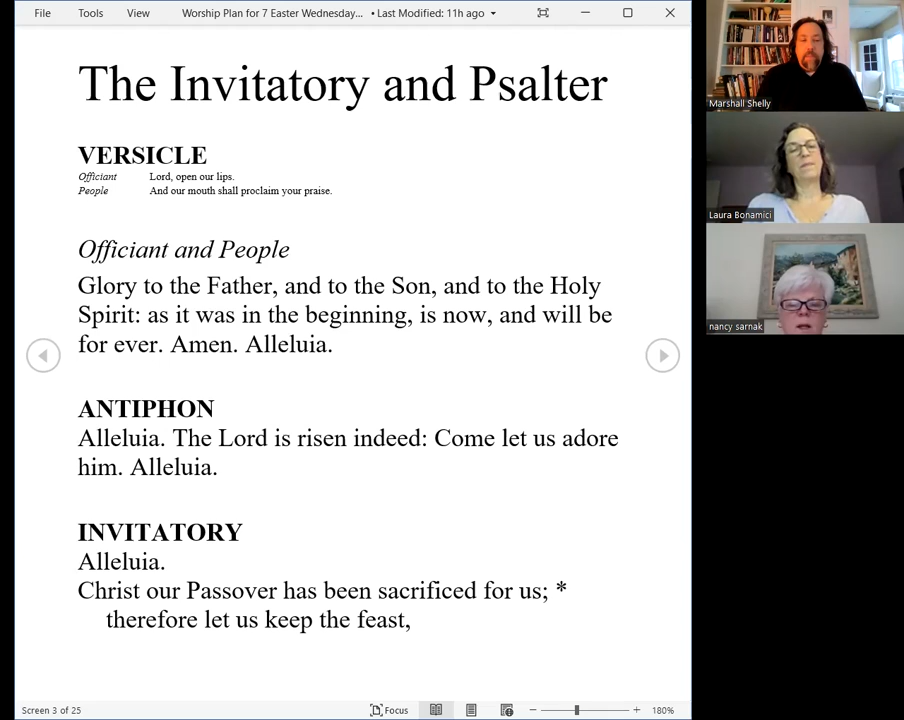 File Tools View Worship Plan for 7 Easter Wednesday... • Last Modified: 11h ago
The Invitatory and Psalter
VERSICLE
Officiant Lord, open our lips.
People And our mouth shall proclaim your praise.
Officiant and People
Glory to the Father, and to the Son, and to the Holy
Spirit: as it was in the beginning, is now, and will be
for ever. Amen. Alleluia.
ANTIPHON
Alleluia. The Lord is risen indeed: Come let us adore
him. Alleluia.
INVITATORY
Alleluia.
Christ our Passover has been sacrificed for us; *
therefore let us keep the feast,
Screen 3 of 25 Focus 180%
Marshall Shelly
Laura Bonamici
nancy sarnak